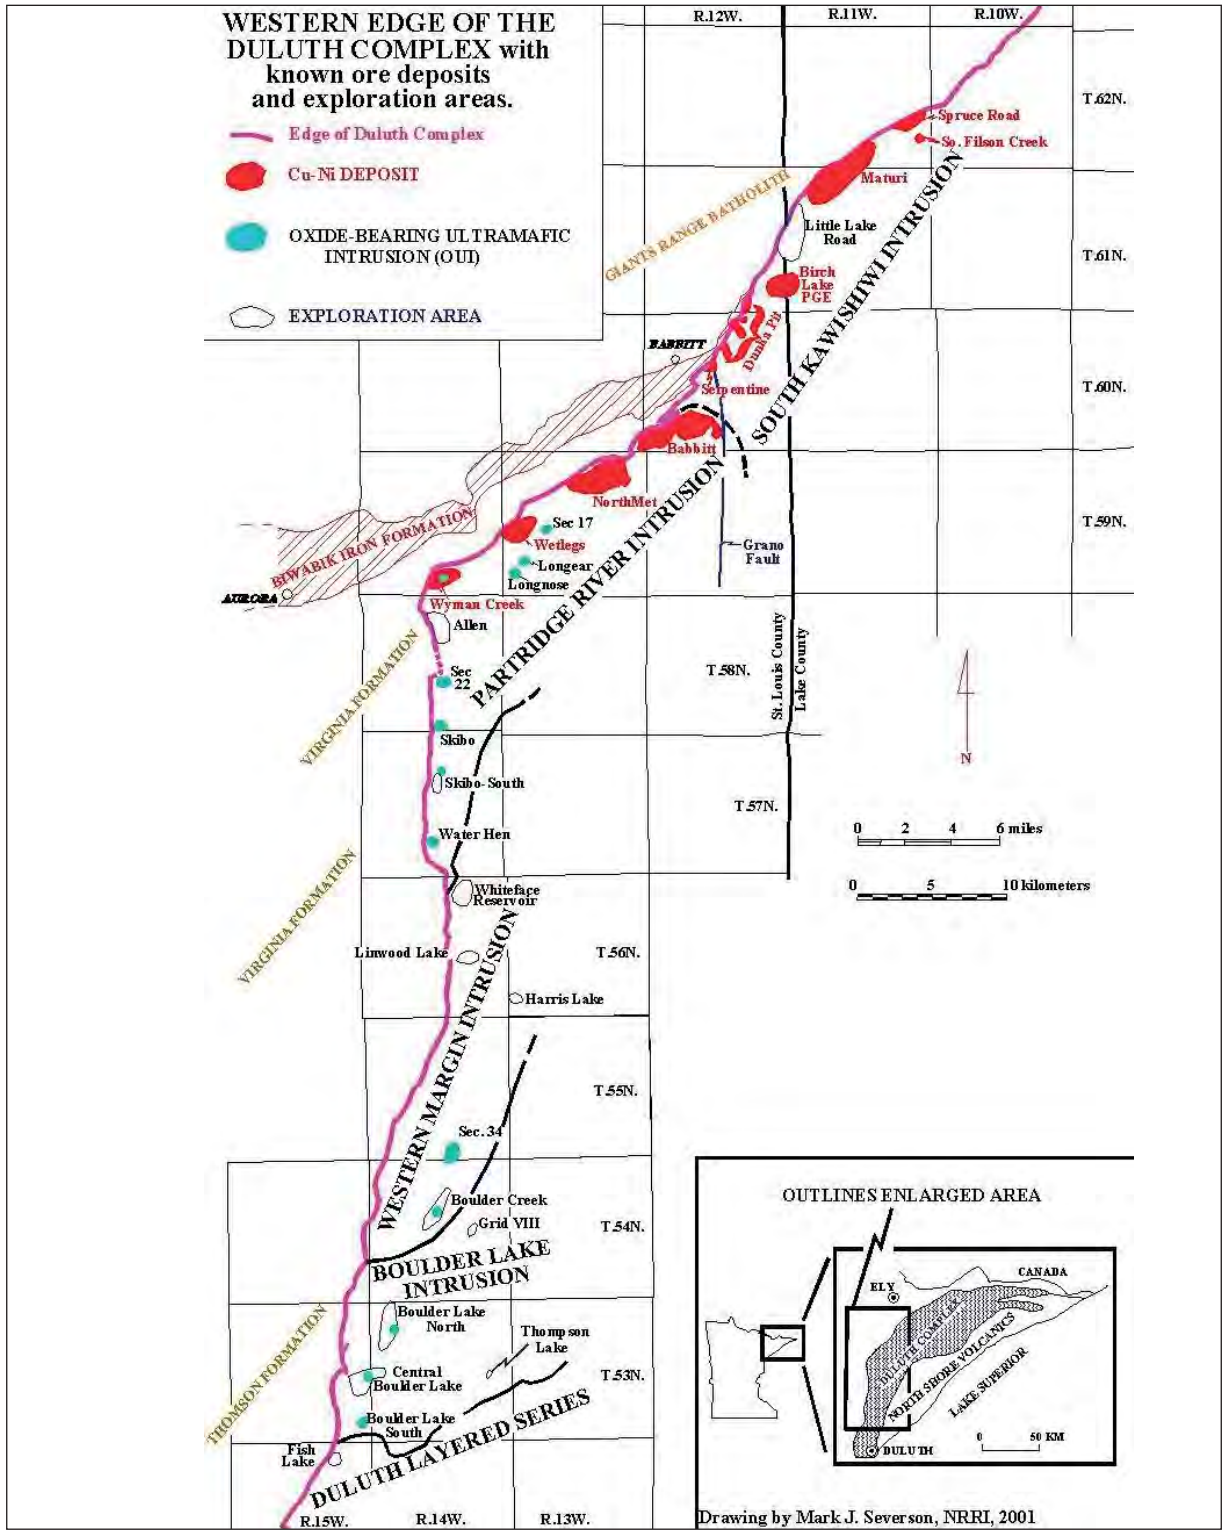 WESTERN EDGE OF THE
DULUTH COMPLEX with
known ore deposits
and exploration areas.
Edge of Duluth Complex
Cu-Ni DEPOSIT
OXIDE-BEARING ULTRAMAFIC
INTRUSION (OUI)
EXPLORATION AREA
R.12W.
R.11W.
R.10W.
T.62N.
Spruce Road
So. Filson Creek
Maturi
GIANTS RANGE BATHOLITH
Little Lake
Road
T.61N.
Birch
Lake
PGE
SOUTH KAWISHIWI INTRUSION
Dunka Pit
BABBITT
Serpentine
T.60N.
Babbitt
NorthMet
BIWABIK IRON FORMATION
Sec 17
Wetlegs
Longear
Longnose
PARTRIDGE RIVER INTRUSION
Grano
Fault
T.59N.
AURORA
Wyman Creek
Allen
VIRGINIA FORMATION
Sec
22
T.58N.
St. Louis County
Lake County
Skibo
Skibo-South
N
T.57N.
Water Hen
0 2 4 6 miles
0 5 10 kilometers
VIRGINIA FORMATION
Whiteface
Reservoir
Linwood Lake
T.56N.
Harris Lake
WESTERN MARGIN INTRUSION
T.55N.
Sec. 34
Boulder Creek
Grid VIII
T.54N.
BOULDER LAKE
INTRUSION
Boulder Lake
North
Thompson
Lake
THOMSON FORMATION
Central
Boulder Lake
T.53N.
Boulder Lake
South
Fish
Lake
DULUTH LAYERED SERIES
R.15W.
R.14W.
R.13W.
OUTLINES ENLARGED AREA
CANADA
ELY
DULUTH COMPLEX
NORTH SHORE VOLCANICS
LAKE SUPERIOR
0 50 KM
DULUTH
Drawing by Mark J. Severson, NRRI, 2001